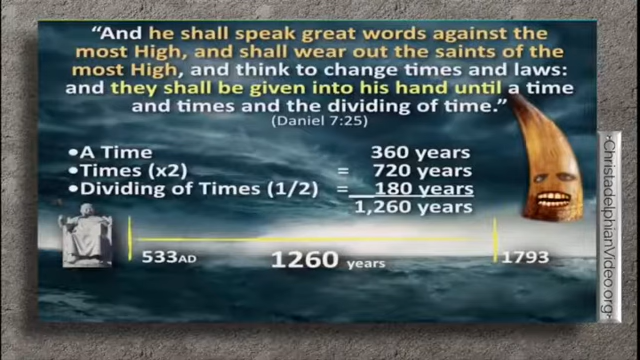 “And he shall speak great words against the
most High, and shall wear out the saints of the
most High, and think to change times and laws:
and they shall be given into his hand until a time
and times and the dividing of time.”
(Daniel 7:25)
•A Time 360 years
•Times (x2) = 720 years
•Dividing of Times (1/2) = 180 years
1,260 years
533AD 1260 years 1793
ChristadelphianVideo.org